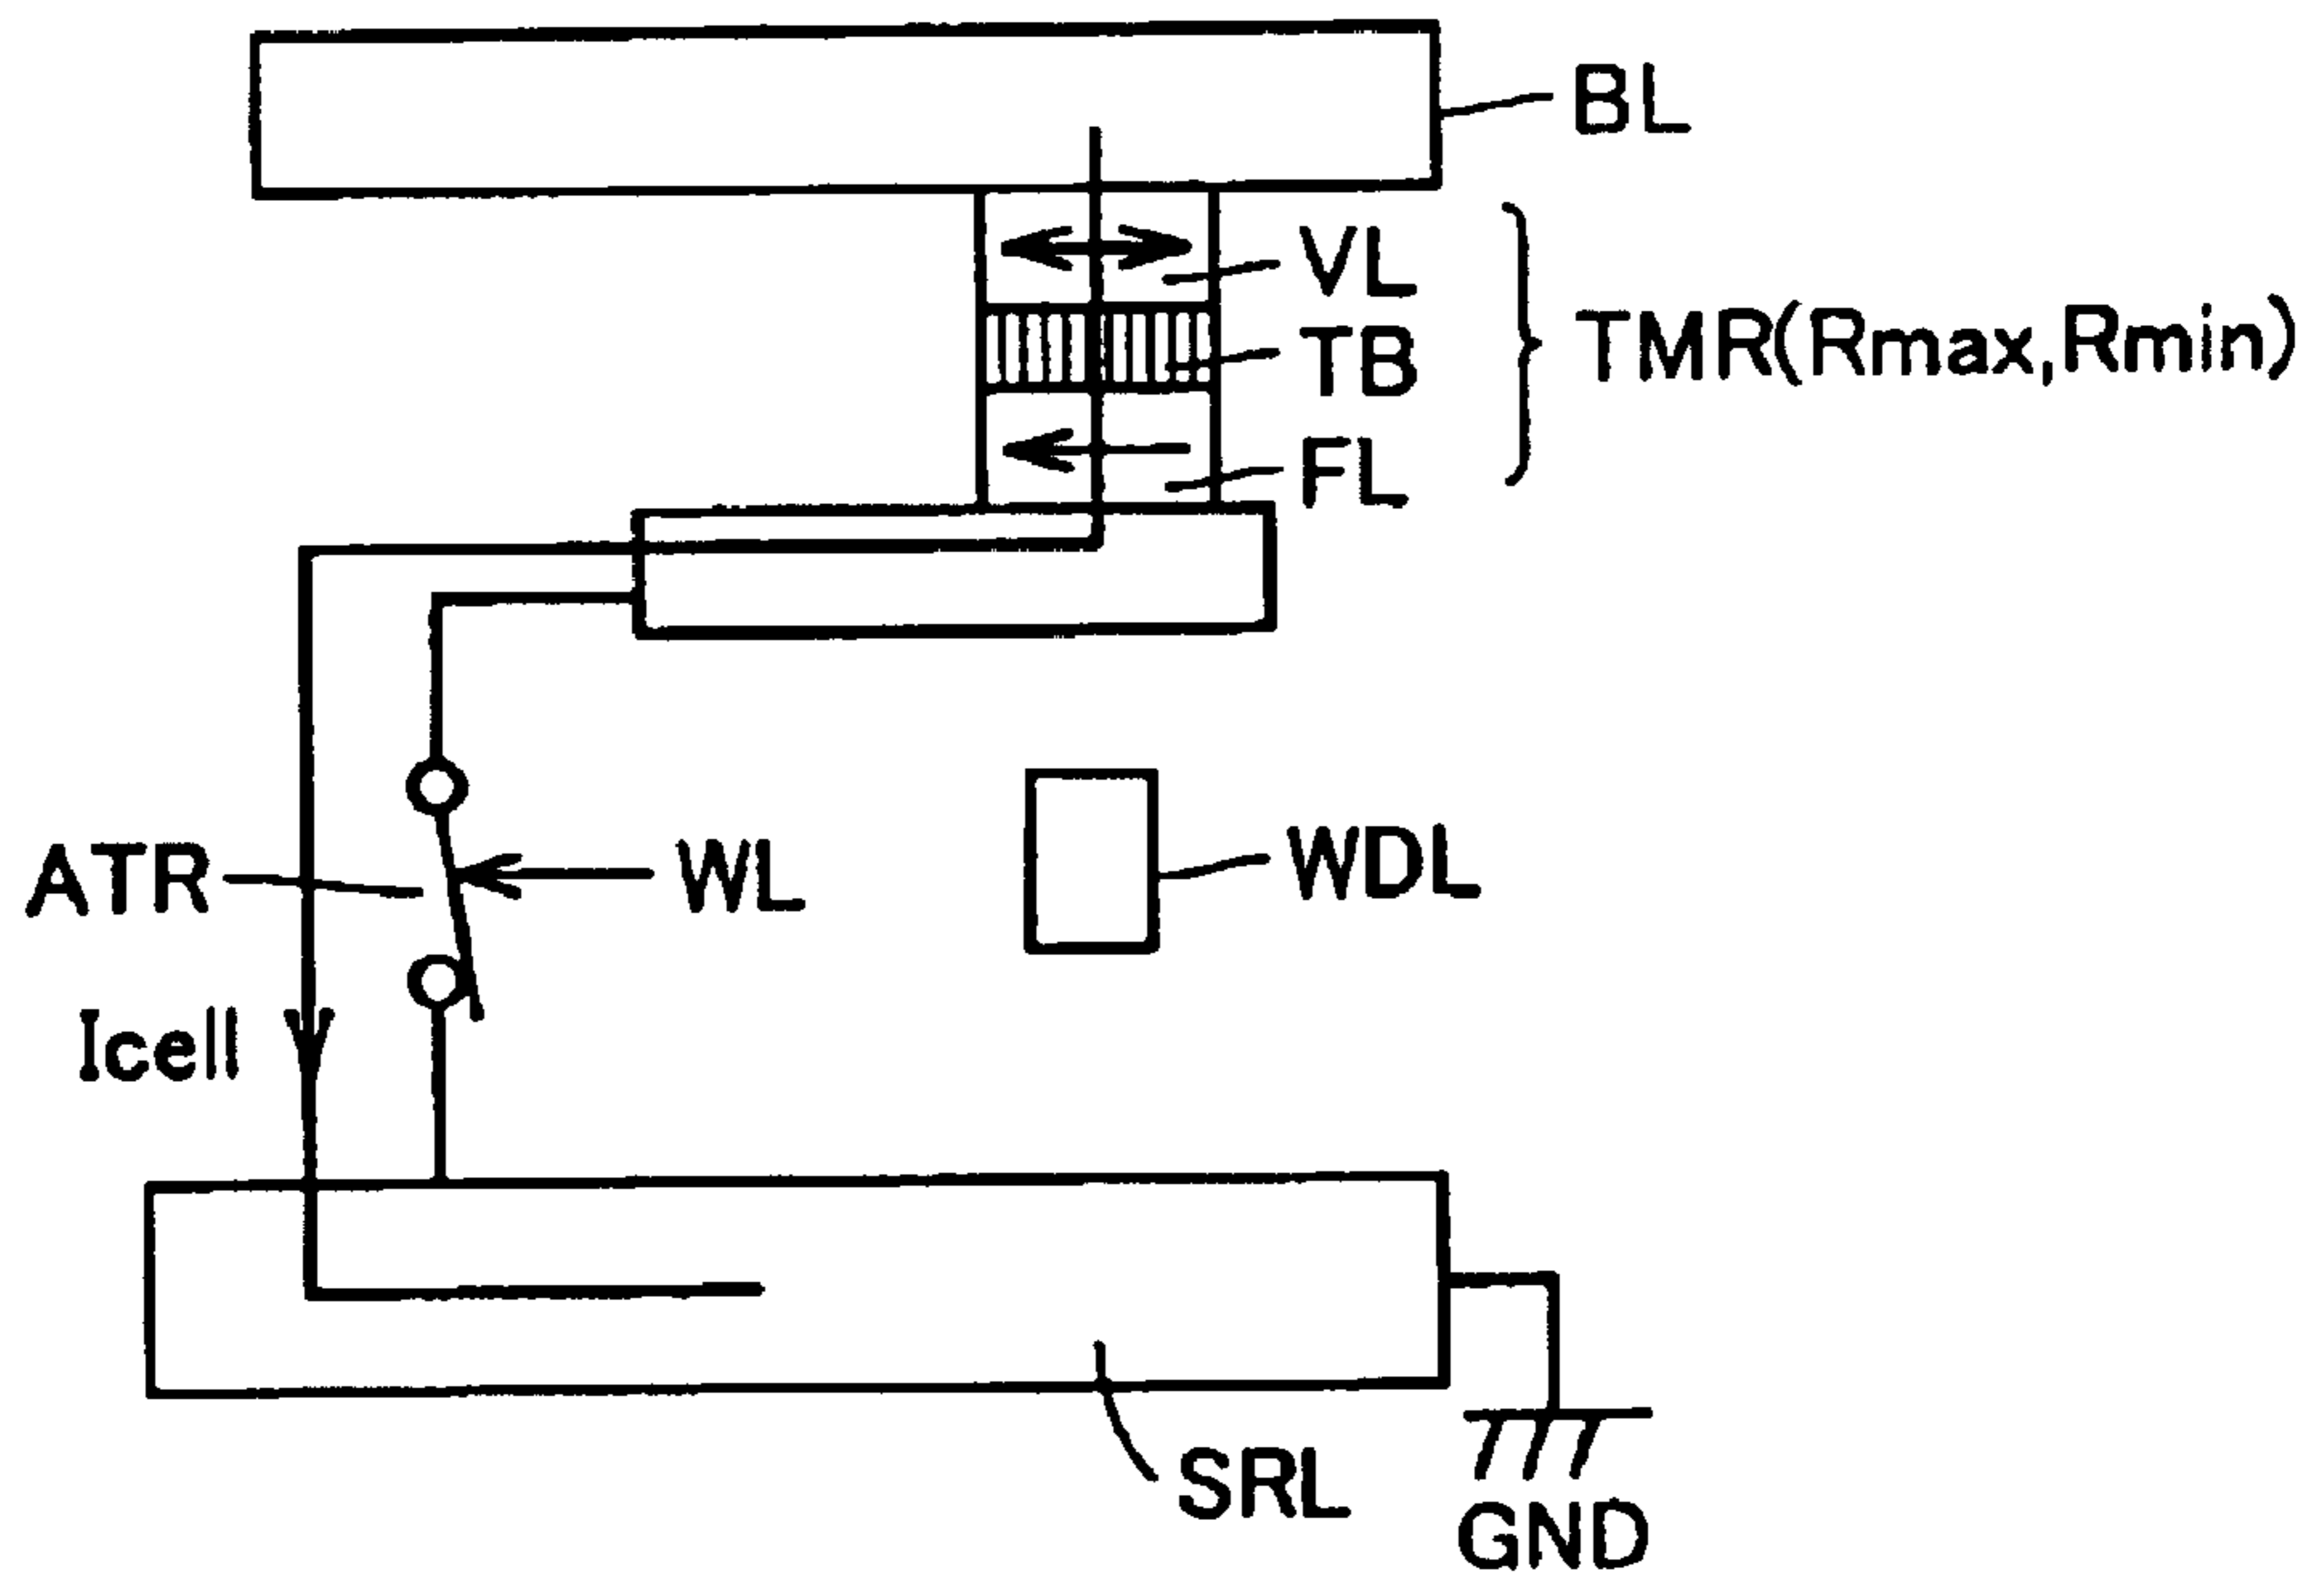 BL
VL
TB
FL
TMR(Rmax,Rmin)
ATR
WL
WDL
Icell
SRL
GND